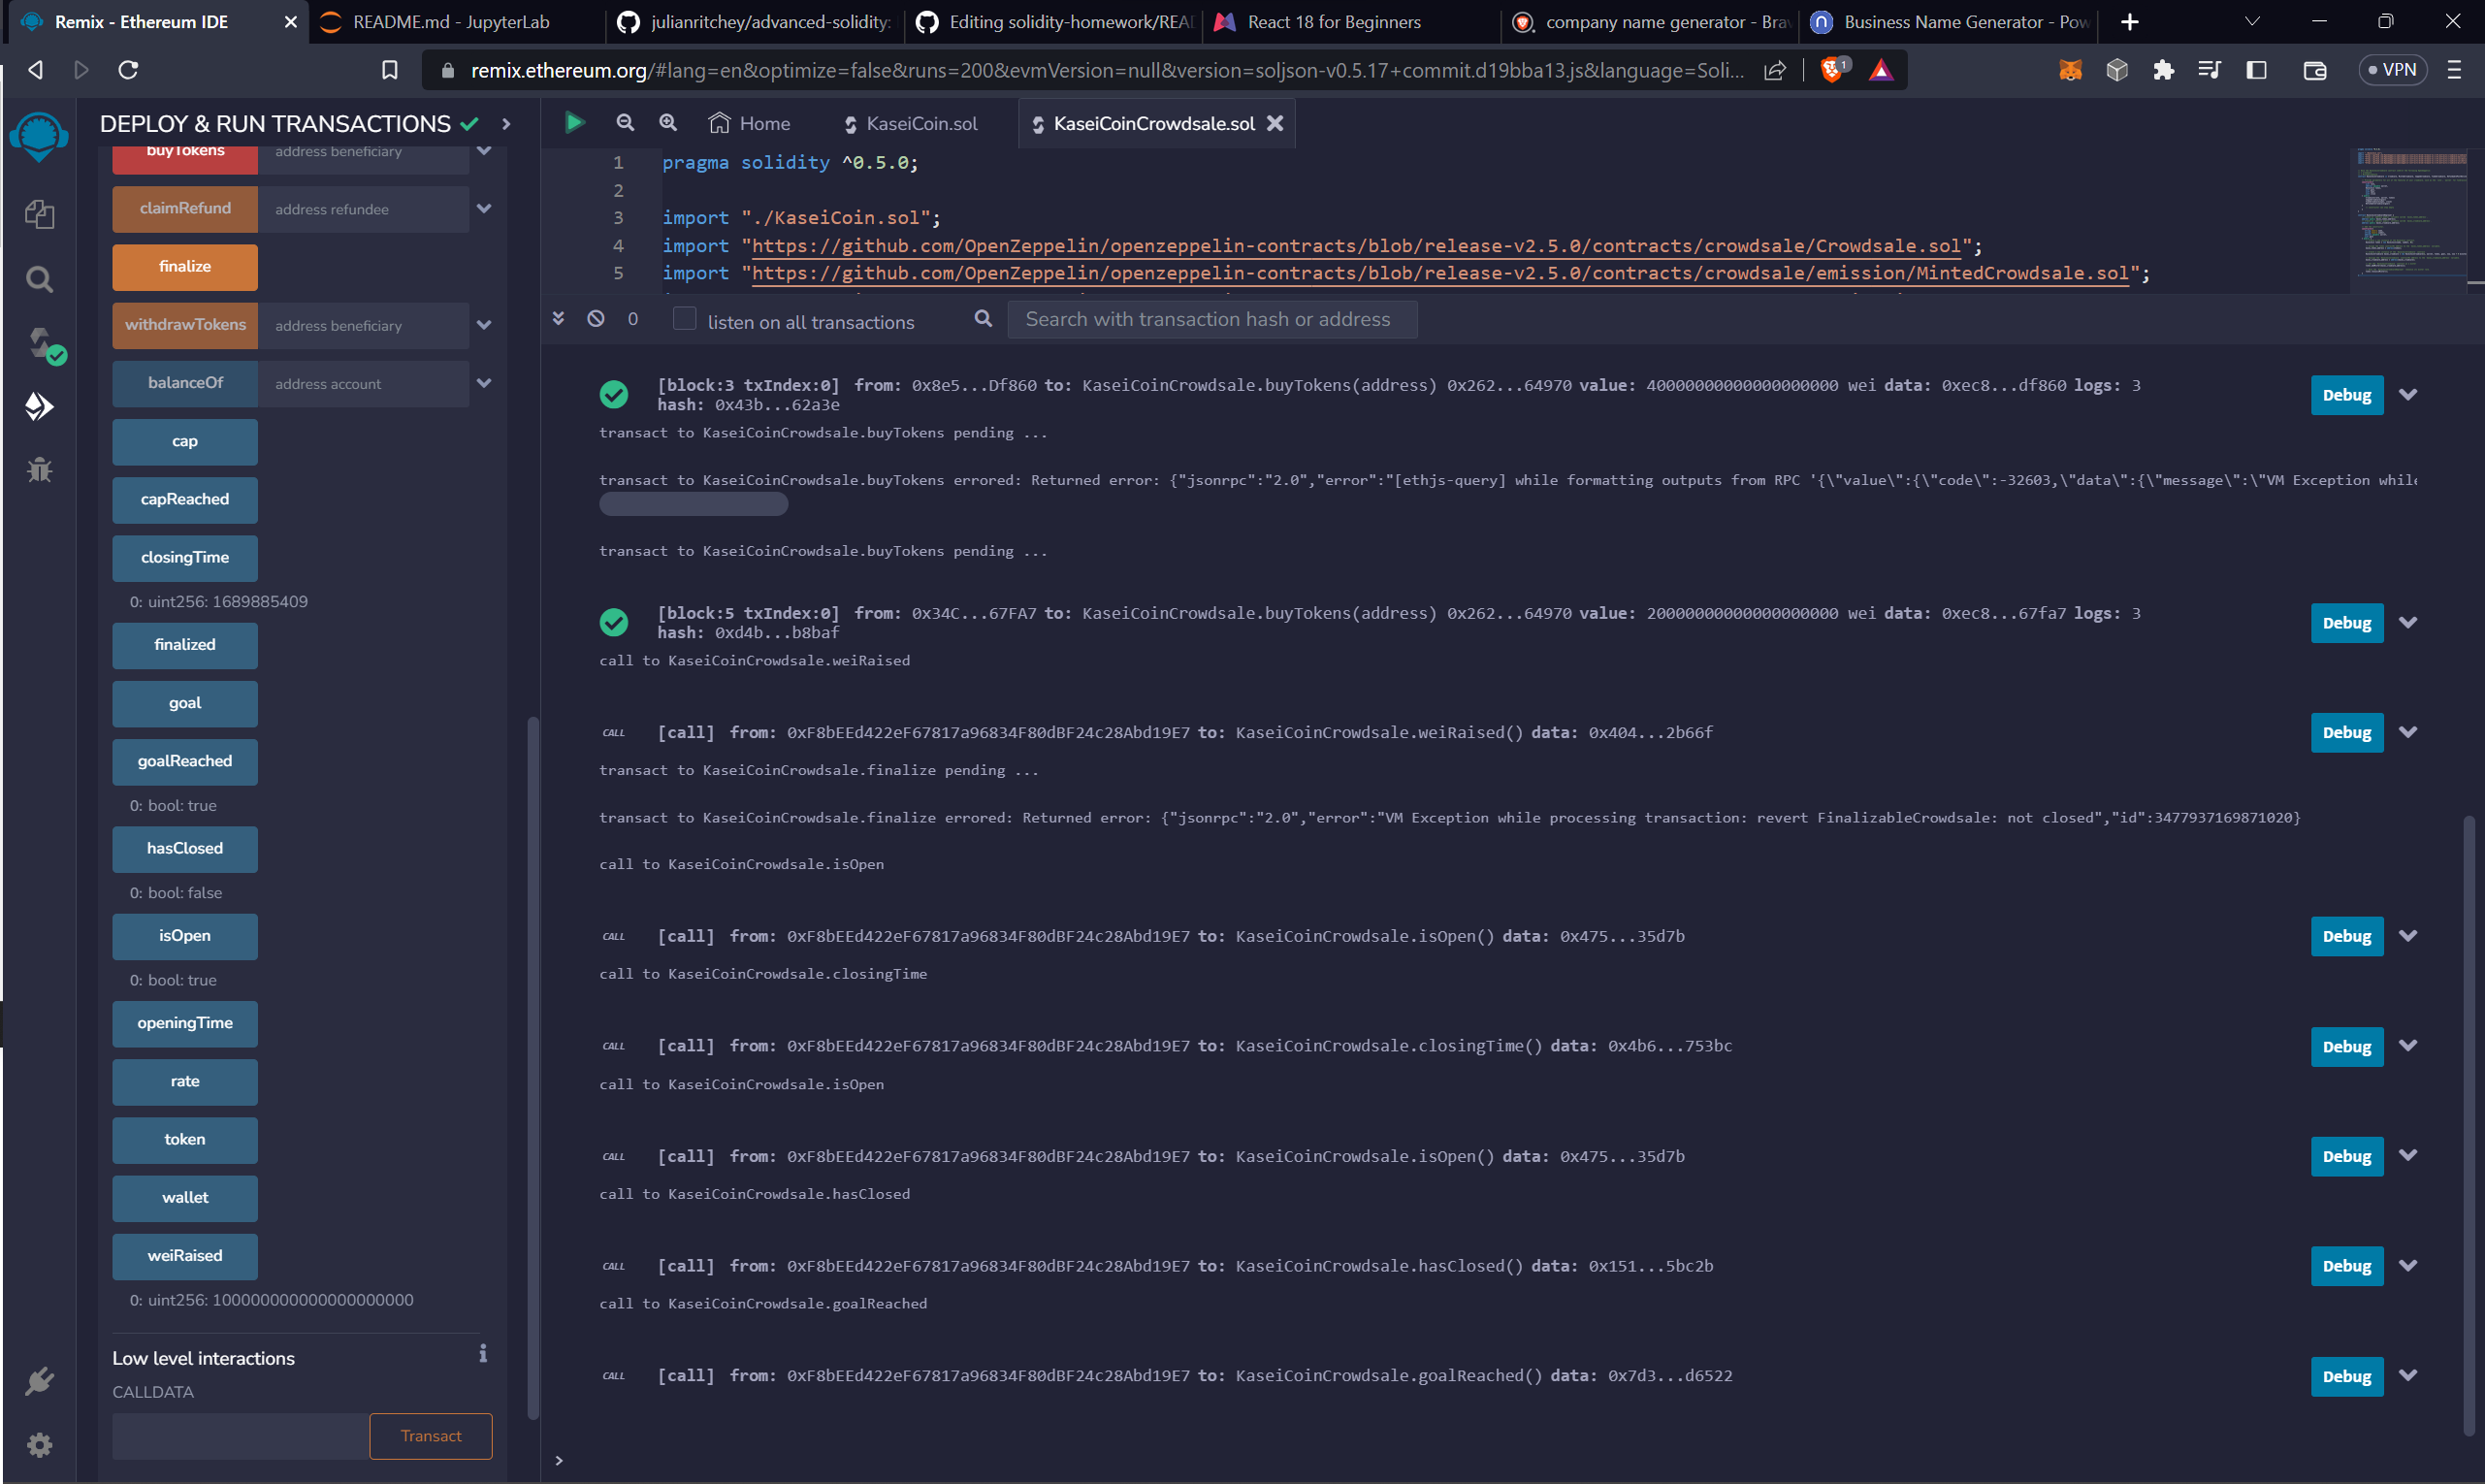 Remix - Ethereum IDE
README.md - JupyterLab
julianritchey/advanced-solidity:
Editing solidity-homework/REA
React 18 for Beginners
company name generator - Brav
Business Name Generator - Pow
remix.ethereum.org/#lang=en&optimize=false&runs=200&evmVersion=null&version=soljson-v0.5.17+commit.d19bba13.js&language=Soli...
1
VPN
DEPLOY & RUN TRANSACTIONS
buyTokens address beneficiary
claimRefund address refundee
finalize
withdrawTokens address beneficiary
balanceOf address account
cap
capReached
closingTime
0: uint256: 1689885409
finalized
goal
goalReached
0: bool: true
hasClosed
0: bool: false
isOpen
0: bool: true
openingTime
rate
token
wallet
weiRaised
0: uint256: 100000000000000000000
Low level interactions
CALLDATA
Transact
Home
KaseiCoin.sol
KaseiCoinCrowdsale.sol
1 pragma solidity ^0.5.0;
2
3 import "./KaseiCoin.sol";
4 import "https://github.com/OpenZeppelin/openzeppelin-contracts/blob/release-v2.5.0/contracts/crowdsale/Crowdsale.sol";
5 import "https://github.com/OpenZeppelin/openzeppelin-contracts/blob/release-v2.5.0/contracts/crowdsale/emission/MintedCrowdsale.sol";
0 listen on all transactions Search with transaction hash or address
[block:3 txIndex:0] from: 0x8e5...Df860 to: KaseiCoinCrowdsale.buyTokens(address) 0x262...64970 value: 40000000000000000000 wei data: 0xec8...df860 logs: 3
hash: 0x43b...62a3e
Debug
transact to KaseiCoinCrowdsale.buyTokens pending ...
transact to KaseiCoinCrowdsale.buyTokens errored: Returned error: {"jsonrpc":"2.0","error":"[ethjs-query] while formatting outputs from RPC '{\"value\":{\"code\":-32603,\"data\":{\"message\":\"VM Exception while
transact to KaseiCoinCrowdsale.buyTokens pending ...
[block:5 txIndex:0] from: 0x34C...67FA7 to: KaseiCoinCrowdsale.buyTokens(address) 0x262...64970 value: 20000000000000000000 wei data: 0xec8...67fa7 logs: 3
hash: 0xd4b...b8baf
Debug
call to KaseiCoinCrowdsale.weiRaised
CALL [call] from: 0xF8bEEd422eF67817a96834F80dBF24c28Abd19E7 to: KaseiCoinCrowdsale.weiRaised() data: 0x404...2b66f
Debug
transact to KaseiCoinCrowdsale.finalize pending ...
transact to KaseiCoinCrowdsale.finalize errored: Returned error: {"jsonrpc":"2.0","error":"VM Exception while processing transaction: revert FinalizableCrowdsale: not closed","id":3477937169871020}
call to KaseiCoinCrowdsale.isOpen
CALL [call] from: 0xF8bEEd422eF67817a96834F80dBF24c28Abd19E7 to: KaseiCoinCrowdsale.isOpen() data: 0x475...35d7b
Debug
call to KaseiCoinCrowdsale.closingTime
CALL [call] from: 0xF8bEEd422eF67817a96834F80dBF24c28Abd19E7 to: KaseiCoinCrowdsale.closingTime() data: 0x4b6...753bc
Debug
call to KaseiCoinCrowdsale.isOpen
CALL [call] from: 0xF8bEEd422eF67817a96834F80dBF24c28Abd19E7 to: KaseiCoinCrowdsale.isOpen() data: 0x475...35d7b
Debug
call to KaseiCoinCrowdsale.hasClosed
CALL [call] from: 0xF8bEEd422eF67817a96834F80dBF24c28Abd19E7 to: KaseiCoinCrowdsale.hasClosed() data: 0x151...5bc2b
Debug
call to KaseiCoinCrowdsale.goalReached
CALL [call] from: 0xF8bEEd422eF67817a96834F80dBF24c28Abd19E7 to: KaseiCoinCrowdsale.goalReached() data: 0x7d3...d6522
Debug
>